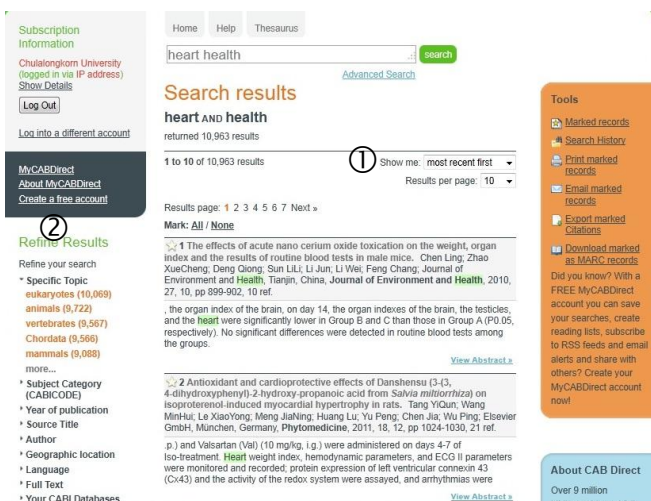 Subscription
Information
Chulalongkorn University
(logged in via IP address)
Show Details
Log Out
Log into a different account
MyCABDirect
About MyCABDirect
Create a free account
②
Refine Results
Refine your search
Specific Topic
eukaryotes (10,069)
animals (9,722)
vertebrates (9,567)
Chordata (9,566)
mammals (9,088)
more...
Subject Category
(CABICODE)
Year of publication
Source Title
Author
Geographic location
Language
Full Text
Your CABI Databases
Home Help Thesaurus
heart health search
Advanced Search
Search results
heart AND health
returned 10,963 results
1 to 10 of 10,963 results ① Show me: most recent first
Results per page: 10
Results page: 1 2 3 4 5 6 7 Next »
Mark: All / None
1 The effects of acute nano cerium oxide toxication on the weight, organ
index and the results of routine blood tests in male mice. Chen Ling; Zhao
XueCheng; Deng Qiong; Sun LiLi; Li Jun; Li Wei; Feng Chang; Journal of
Environment and Health, Tianjin, China, Journal of Environment and Health, 2010,
27, 10, pp 899-902, 10 ref.
, the organ index of the brain, on day 14, the organ indexes of the brain, the testicles,
and the heart were significantly lower in Group B and C than those in Group A (P0.05,
respectively). No significant differences were detected in routine blood tests among
the groups.
View Abstract »
2 Antioxidant and cardioprotective effects of Danshensu (3-(3,
4-dihydroxyphenyl)-2-hydroxy-propanoic acid from Salvia miltiorrhiza) on
isoproterenol-induced myocardial hypertrophy in rats. Tang YiQun; Wang
MinHui; Le XiaoYong; Meng JiaNing; Huang Lu; Yu Peng; Chen Jia; Wu Ping; Elsevier
GmbH, München, Germany, Phytomedicine, 2011, 18, 12, pp 1024-1030, 21 ref.
.p.) and Valsartan (Val) (10 mg/kg, i.g.) were administered on days 4-7 of
Iso-treatment. Heart weight index, hemodynamic parameters, and ECG II parameters
were monitored and recorded; protein expression of left ventricular connexin 43
(Cx43) and the activity of the redox system were assayed, and arrhythmias were
View Abstract »
Tools
Marked records
Search History
Print marked
records
Email marked
records
Export marked
Citations
Download marked
as MARC records
Did you know? With a
FREE MyCABDirect
account you can save
your searches, create
reading lists, subscribe
to RSS feeds and email
alerts and share with
others? Create your
MyCABDirect account
now!
About CAB Direct
Over 9 million